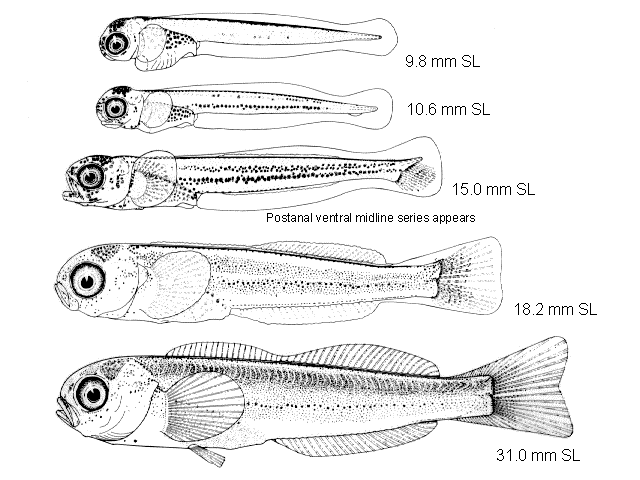 9.8 mm SL
10.6 mm SL
15.0 mm SL
Postanal ventral midline series appears
18.2 mm SL
31.0 mm SL